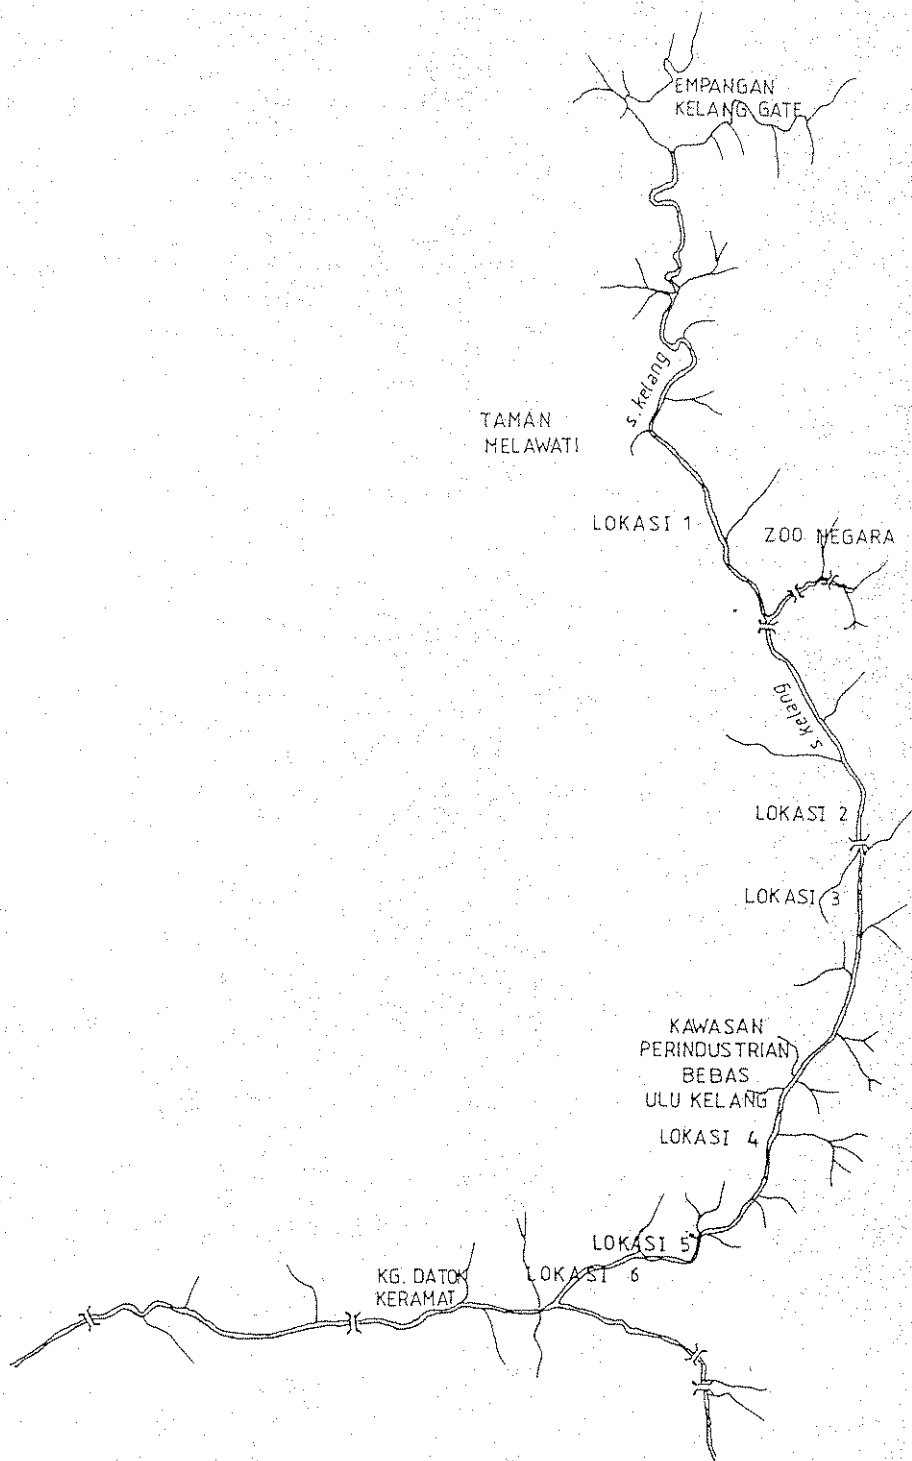 EMPANGAN
KELANG GATE
s. kelang
TAMAN
MELAWATI
LOKASI 1
ZOO NEGARA
s. kelang
LOKASI 2
LOKASI 3
KAWASAN
PERINDUSTRIAN
BEBAS
ULU KELANG
LOKASI 4
LOKASI 5
LOKASI 6
KG. DATOK
KERAMAT